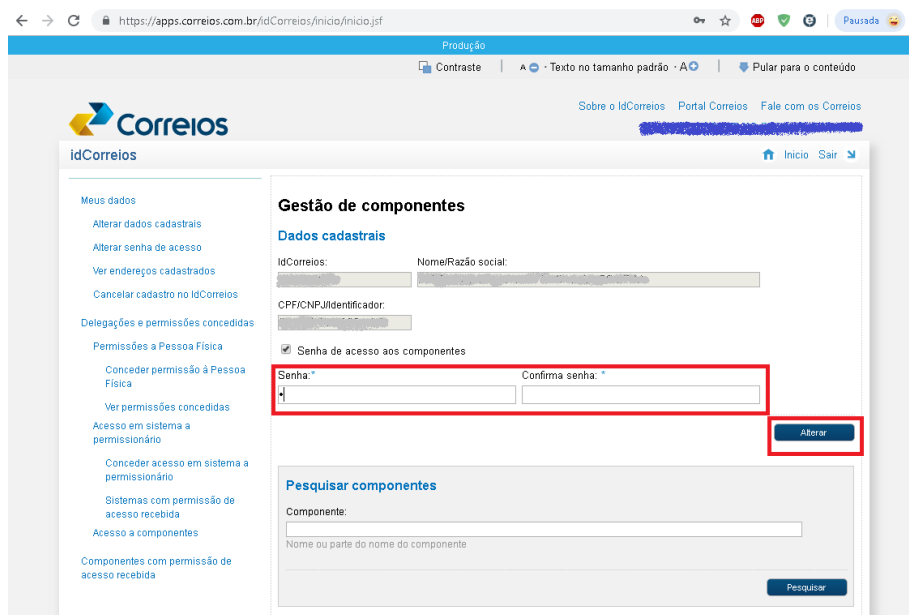 https://apps.correios.com.br/idCorreios/inicio/inicio.jsf
ABP
Pausada
Produção
Contraste | A · Texto no tamanho padrão · A | Pular para o conteúdo
Sobre o IdCorreios Portal Correios Fale com os Correios
Correios
idCorreios
Inicio Sair
Meus dados
Alterar dados cadastrais
Alterar senha de acesso
Ver endereços cadastrados
Cancelar cadastro no IdCorreios
Delegações e permissões concedidas
Permissões a Pessoa Física
Conceder permissão á Pessoa
Física
Ver permissões concedidas
Acesso em sistema a
permissionário
Conceder acesso em sistema a
permissionário
Sistemas com permissão de
acesso recebida
Acesso a componentes
Componentes com permissão de
acesso recebida
Gestão de componentes
Dados cadastrais
IdCorreios: Nome/Razão social:
CPF/CNPJ/Identificador:
Senha de acesso aos componentes
Senha:* Confirma senha: *
Alterar
Pesquisar componentes
Componente:
Nome ou parte do nome do componente
Pesquisar